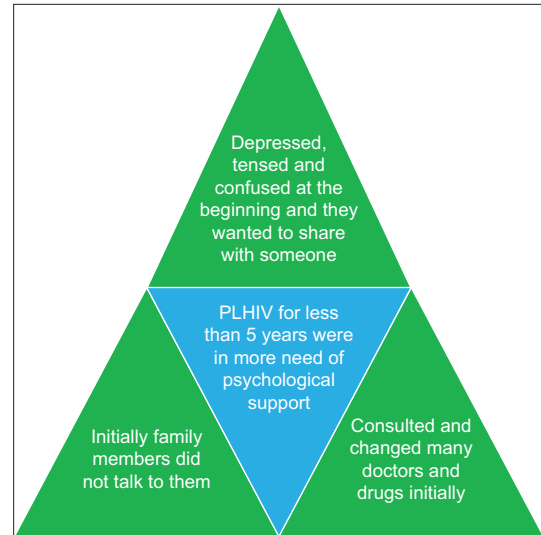 Depressed,
tensed and
confused at the
beginning and they
wanted to share
with someone
PLHIV for less
than 5 years were
in more need of
psychological
support
Initially family
members did
not talk to them
Consulted and
changed many
doctors and
drugs initially